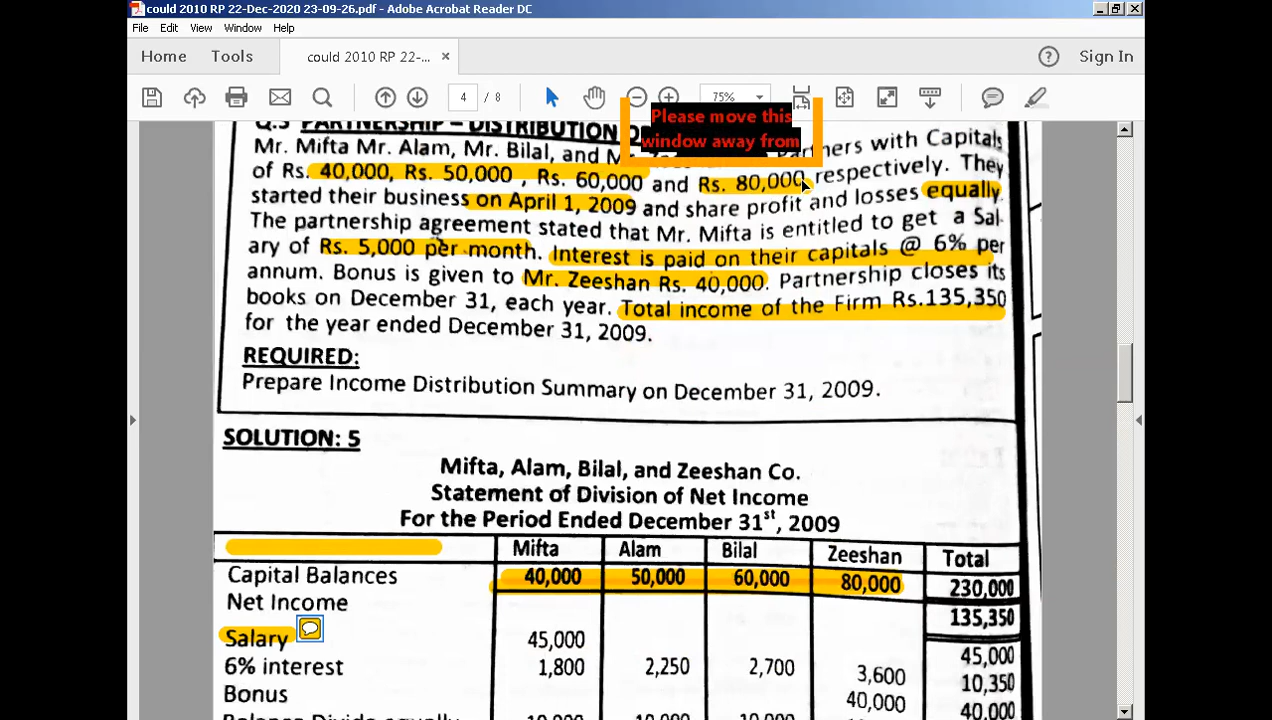 could 2010 RP 22-Dec-2020 23-09-26.pdf - Adobe Acrobat Reader DC
File Edit View Window Help
Home Tools could 2010 RP 22-... × Sign In
4 / 8 75%
Please move this
window away from
Q.5 PARTNERSHIP – DISTRIBUTION
Mr. Mifta Mr. Alam, Mr. Bilal, and Partners with Capitals
of Rs. 40,000, Rs. 50,000 , Rs. 60,000 and Rs. 80,000 respectively. They
started their business on April 1, 2009 and share profit and losses equally.
The partnership agreement stated that Mr. Mifta is entitled to get a Sal
ary of Rs. 5,000 per month. Interest is paid on their capitals @ 6% per
annum. Bonus is given to Mr. Zeeshan Rs. 40,000. Partnership closes its
books on December 31, each year. Total income of the Firm Rs.135,350
for the year ended December 31, 2009.
REQUIRED:
Prepare Income Distribution Summary on December 31, 2009.
SOLUTION: 5
Mifta, Alam, Bilal, and Zeeshan Co.
Statement of Division of Net Income
For the Period Ended December 31st, 2009
Mifta Alam Bilal Zeeshan Total
Capital Balances 40,000 50,000 60,000 80,000 230,000
Net Income 135,350
Salary 45,000 45,000
6% interest 1,800 2,250 2,700 3,600 10,350
Bonus 40,000 40,000
Balance Divide equally